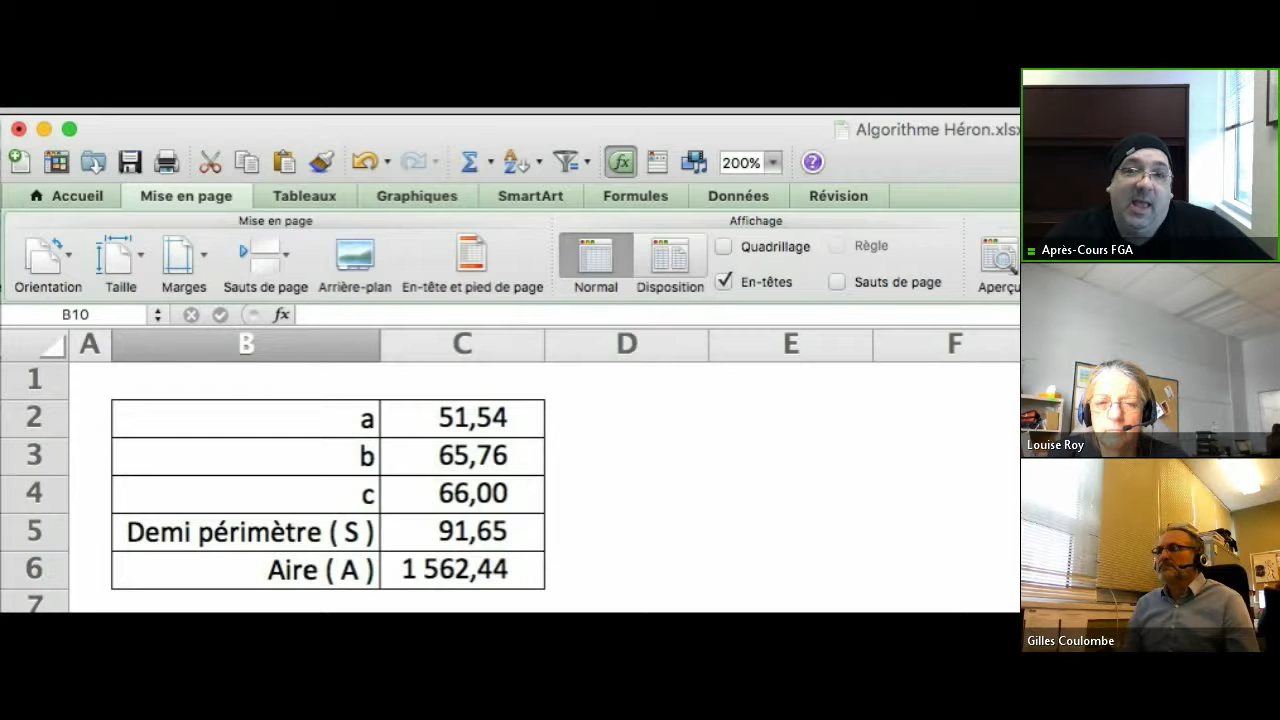 Algorithme Héron.xlsx
200%
Accueil
Mise en page
Tableaux
Graphiques
SmartArt
Formules
Données
Révision
Mise en page
Affichage
Orientation
Taille
Marges
Sauts de page
Arrière-plan
En-tête et pied de page
Normal
Disposition
Quadrillage
En-têtes
Règle
Sauts de page
Aperçu
B10
fx
A B C D E F
1
2 a 51,54
3 b 65,76
4 c 66,00
5 Demi périmètre ( S ) 91,65
6 Aire ( A ) 1 562,44
7
Après-Cours FGA
Louise Roy
Gilles Coulombe